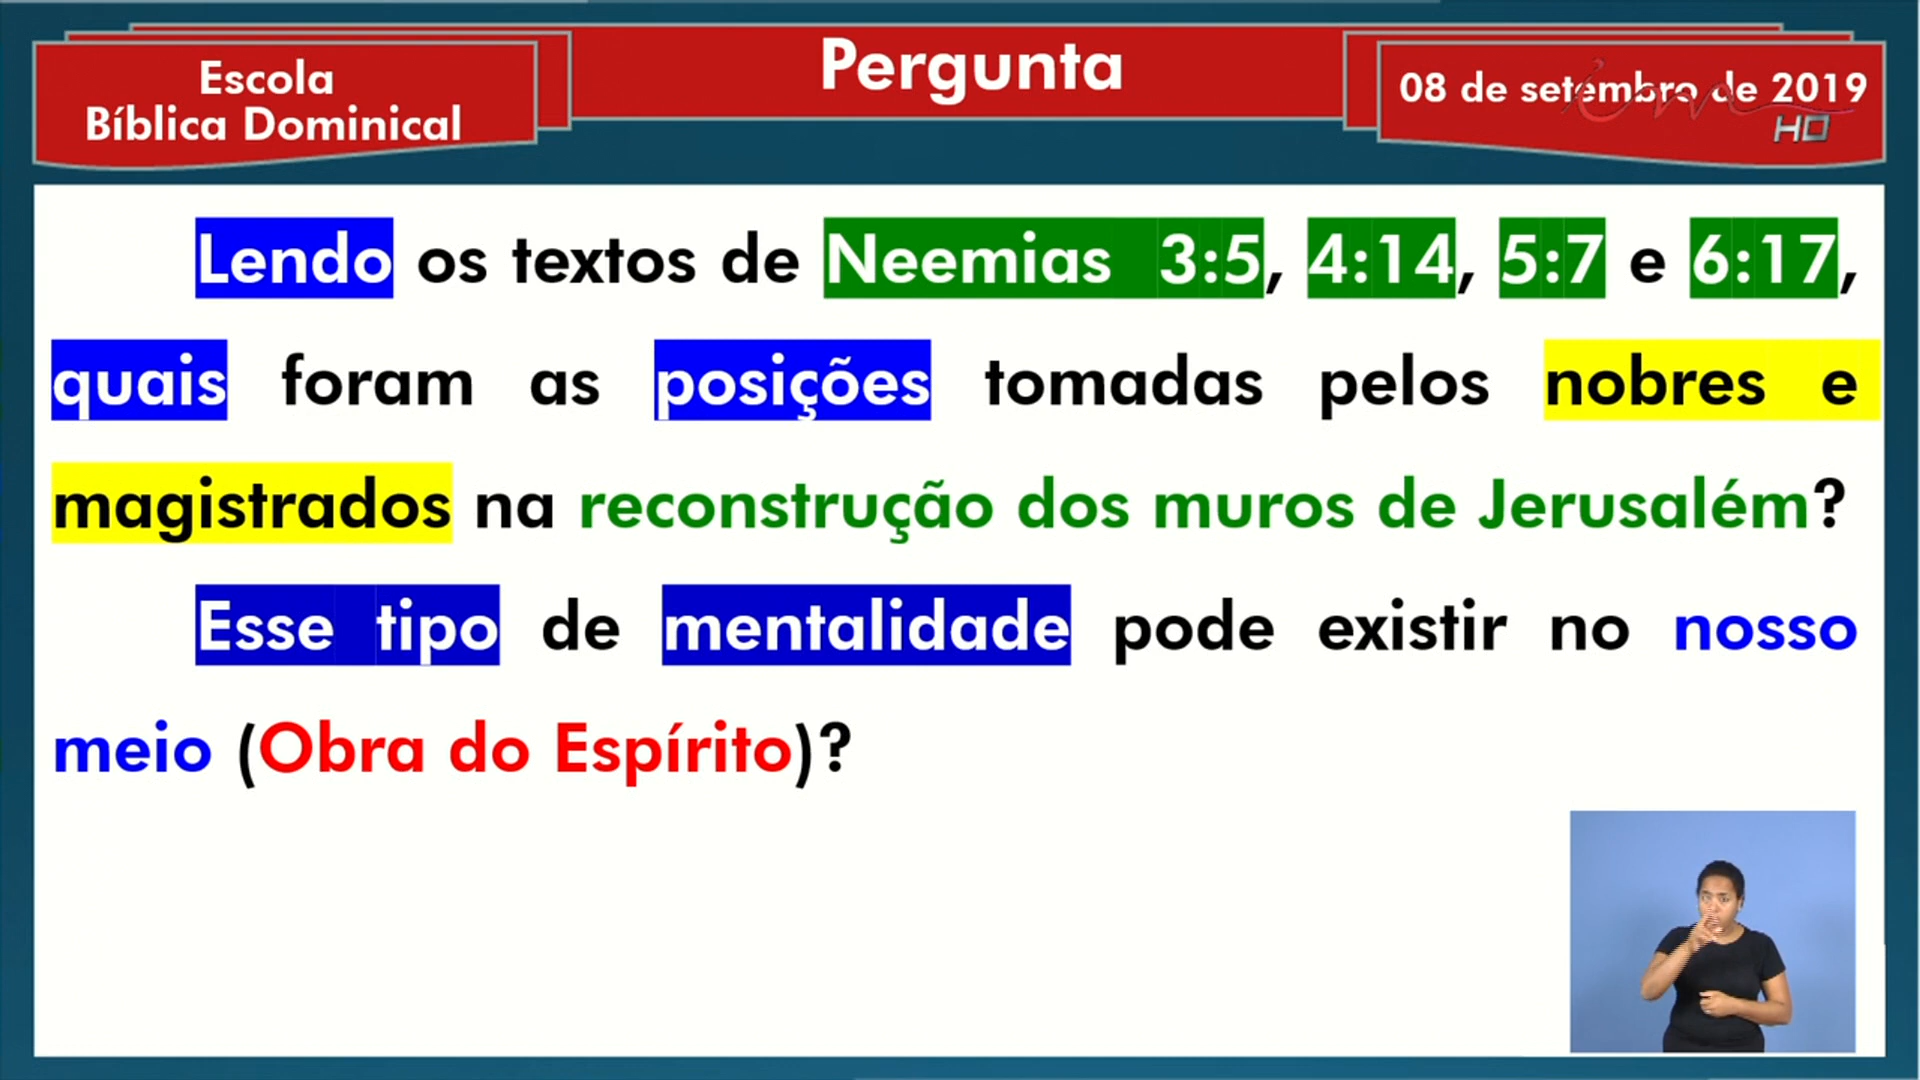 Escola
Bíblica Dominical
Pergunta
08 de setembro de 2019
im
HD
Lendo os textos de Neemias 3:5, 4:14, 5:7 e 6:17,
quais foram as posições tomadas pelos nobres e
magistrados na reconstrução dos muros de Jerusalém?
Esse tipo de mentalidade pode existir no nosso
meio (Obra do Espírito)?